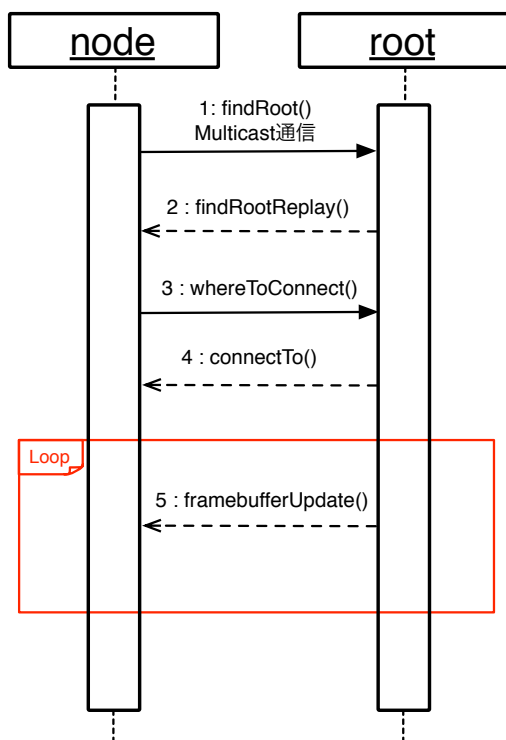 node
root
1: findRoot()
Multicast通信
2 : findRootReplay()
3 : whereToConnect()
4 : connectTo()
Loop
5 : framebufferUpdate()